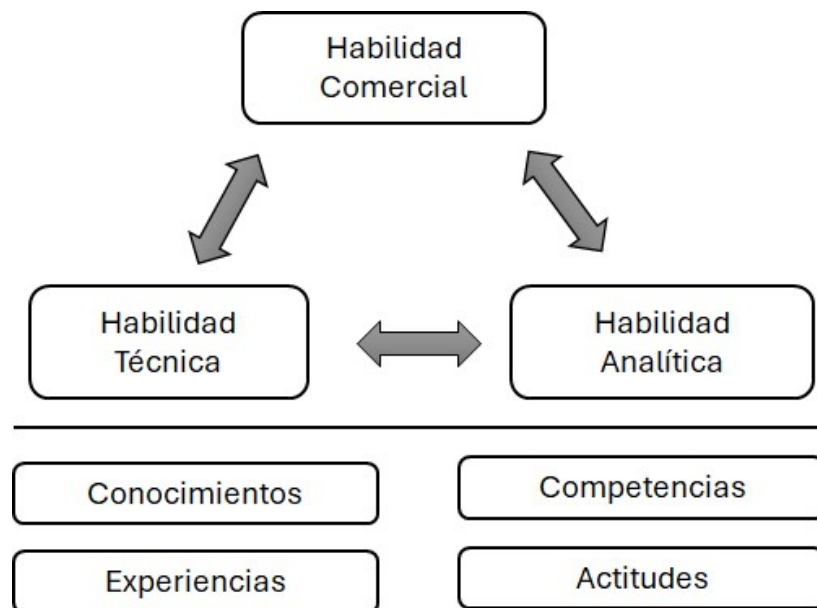 Habilidad
Comercial
Habilidad
Técnica
Habilidad
Analítica
Conocimientos
Competencias
Experiencias
Actitudes